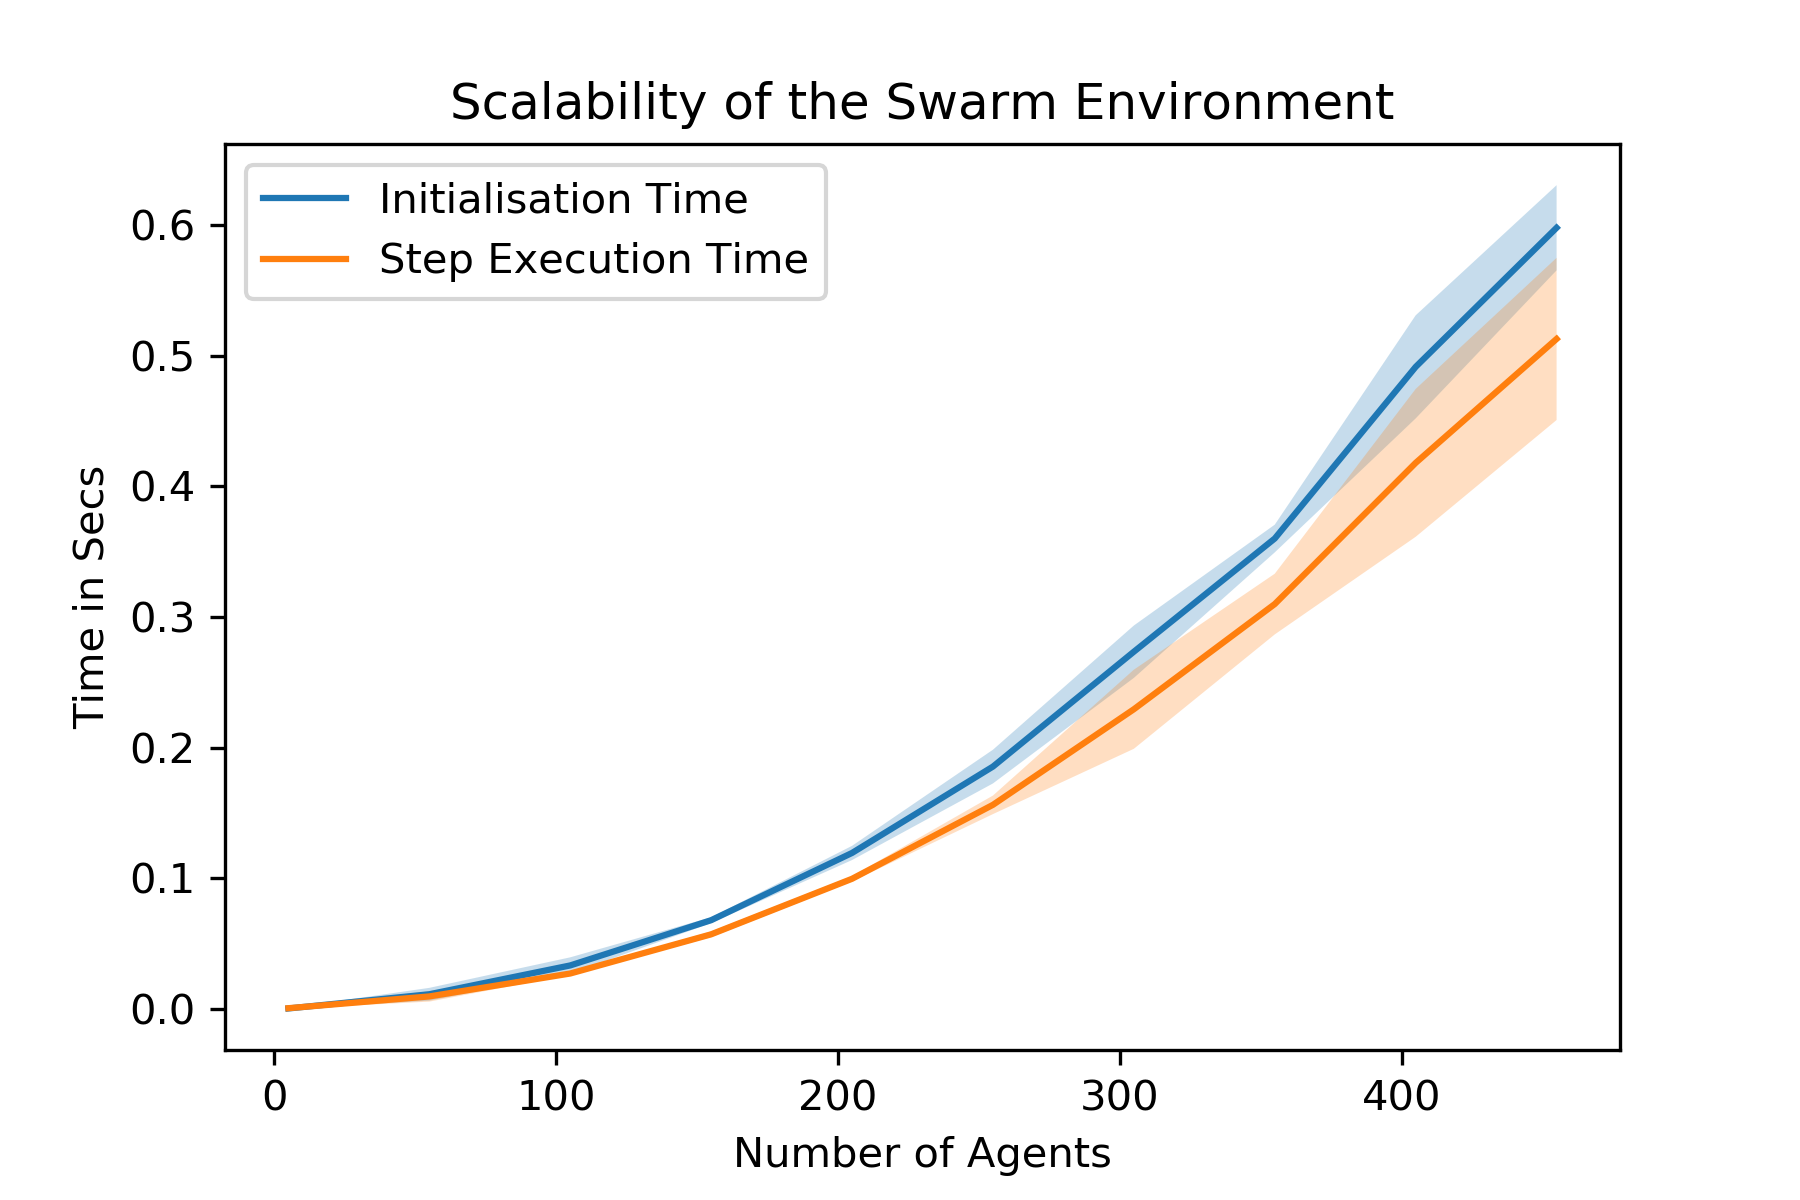 Scalability of the Swarm Environment
Initialisation Time
Step Execution Time
0.6
0.5
0.4
0.3
0.2
0.1
0.0
Time in Secs
0 100 200 300 400
Number of Agents